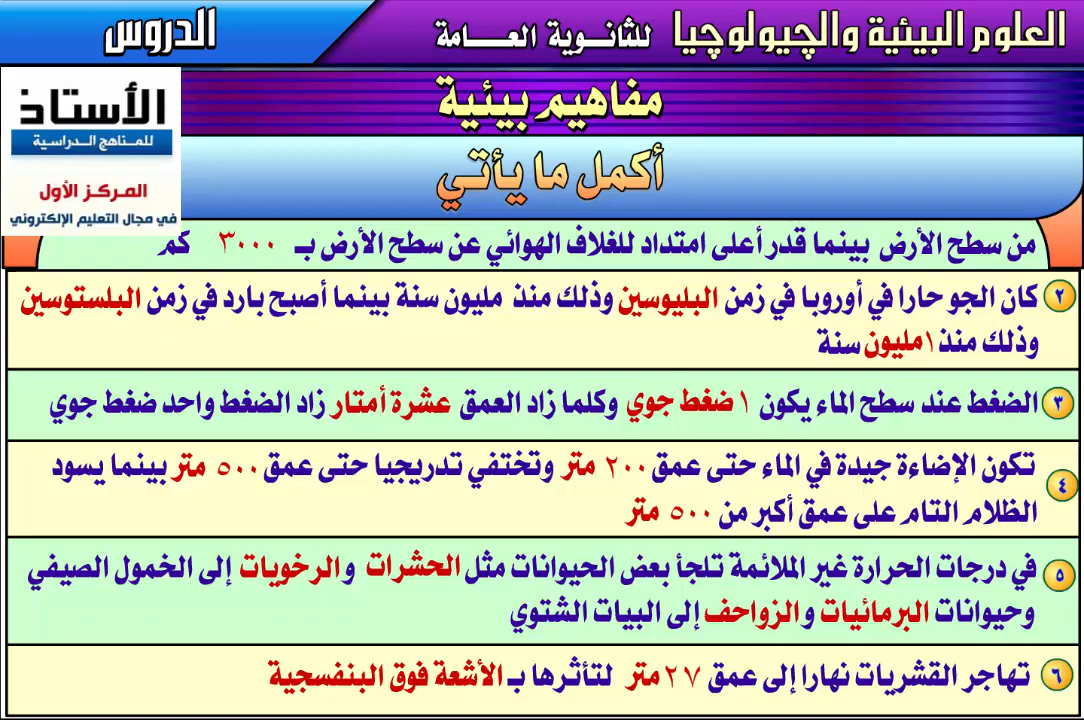 العلوم البيئية والچيولوچيا للثانوية العامة
الدروس
مفاهيم بيئية
الأستاذ
للمناهج الدراسية
المركز الأول
في مجال التعليم الإلكتروني
أكمل ما يأتي
من سطح الأرض بينما قدر أعلى امتداد للغلاف الهوائي عن سطح الأرض بـ ٣٠٠٠ كم
٢ كان الجو حارا في أوروبا في زمن البليوسين وذلك منذ مليون سنة بينما أصبح بارد في زمن البلستوسين
وذلك منذ ١ مليون سنة
٣ الضغط عند سطح الماء يكون ١ ضغط جوي وكلما زاد العمق عشرة أمتار زاد الضغط واحد ضغط جوي
٤ تكون الإضاءة جيدة في الماء حتى عمق ٢٠٠ متر وتختفي تدريجيا حتى عمق ٥٠٠ متر بينما يسود
الظلام التام على عمق أكبر من ٥٠٠ متر
٥ في درجات الحرارة غير الملائمة تلجأ بعض الحيوانات مثل الحشرات والرخويات إلى الخمول الصيفي
وحيوانات البرمائيات والزواحف إلى البيات الشتوي
٦ تهاجر القشريات نهارا إلى عمق ٢٧ متر لتأثرها بـ الأشعة فوق البنفسجية